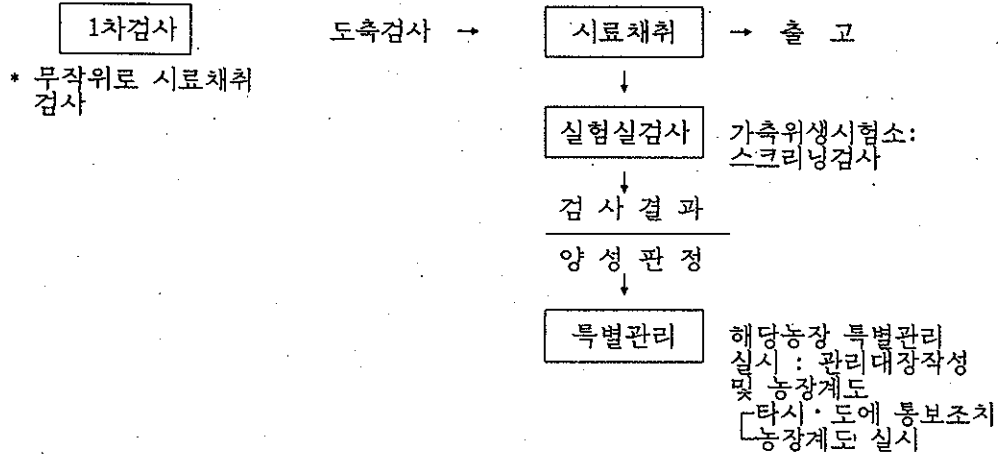 1차검사 도축검사 → 시료채취 → 출 고
* 무작위로 시료채취
검사
↓
실험실검사 가축위생시험소:
스크리닝검사
↓
검 사 결 과
양 성 판 정
↓
특별관리 해당농장 특별관리
실시 : 관리대장작성
및 농장계도
┌타시·도에 통보조치
└농장계도 실시